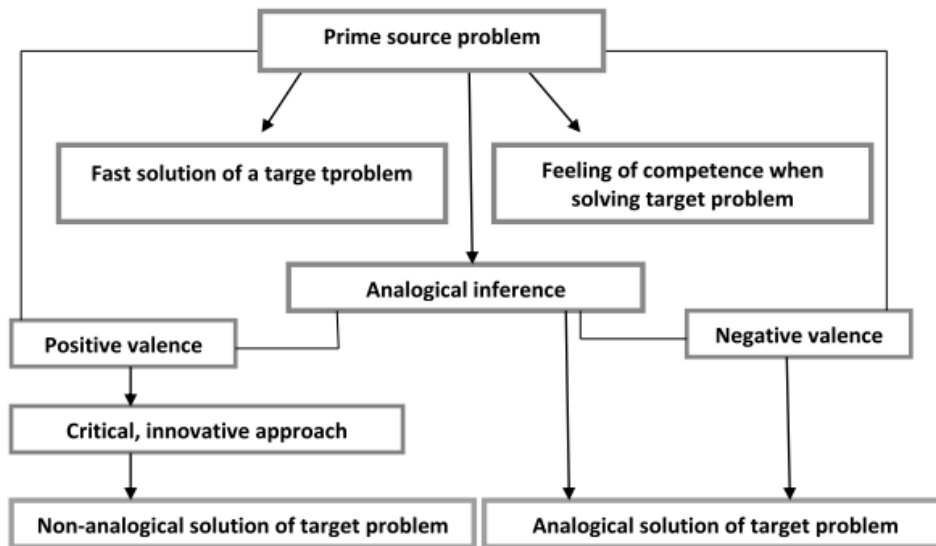 Prime source problem
Fast solution of a targe tproblem
Feeling of competence when
solving target problem
Analogical inference
Positive valence
Negative valence
Critical, innovative approach
Non-analogical solution of target problem
Analogical solution of target problem